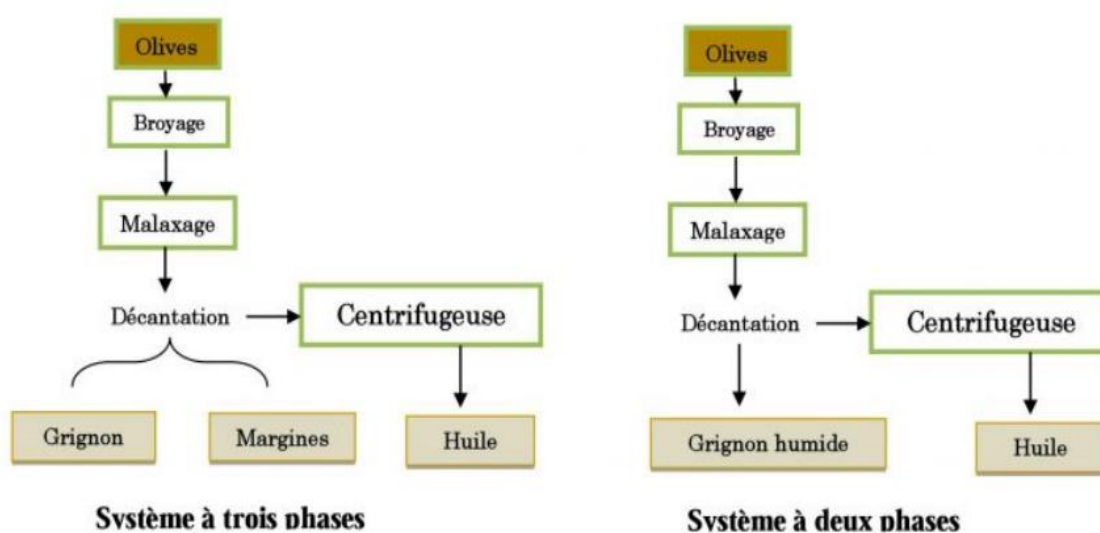 Olives
Broyage
Malaxage
Décantation
Centrifugeuse
Grignon
Margines
Huile
Système à trois phases
Olives
Broyage
Malaxage
Décantation
Centrifugeuse
Grignon humide
Huile
Système à deux phases